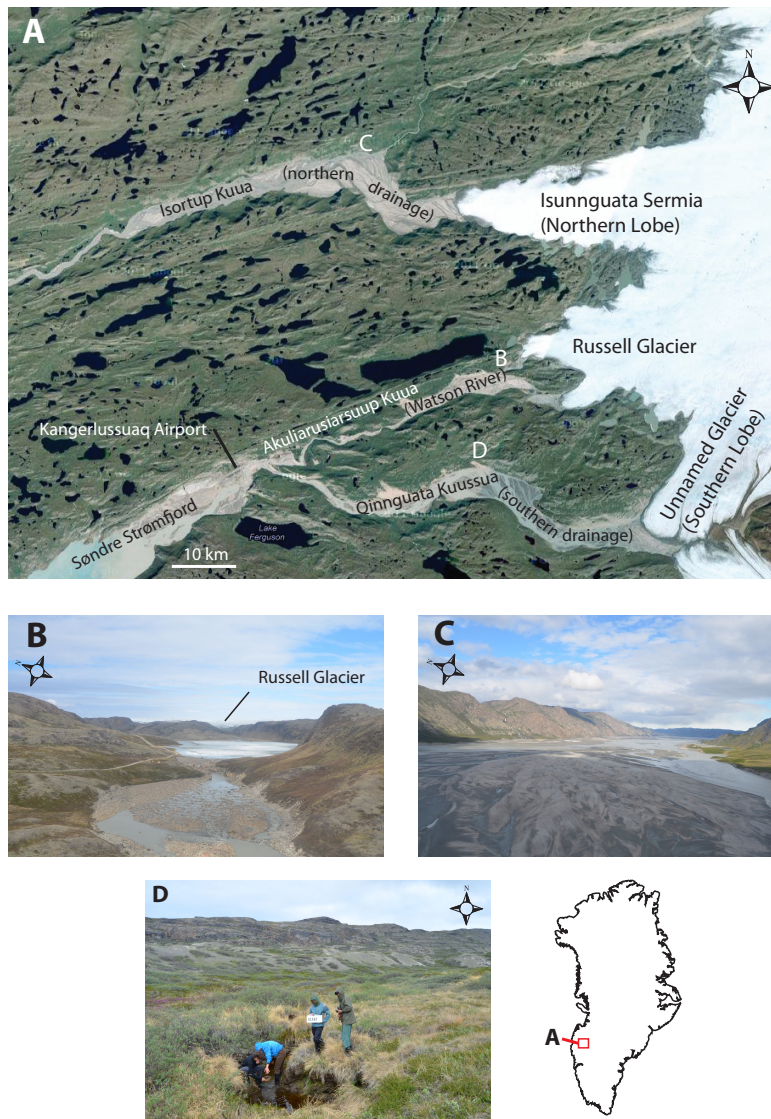 A
N
C
Isortup Kuua
(northern
drainage)
Isunnguata Sermia
(Northern Lobe)
Russell Glacier
B
Akuliarusiarsuup Kuua
(Watson River)
Kangerlussuaq Airport
D
Qinnguata Kuussua
(southern
drainage)
Unnamed Glacier
(Southern Lobe)
Søndre Strømfjord
Lake
Ferguson
10 km
B
N
Russell Glacier
C
N
D
N
A